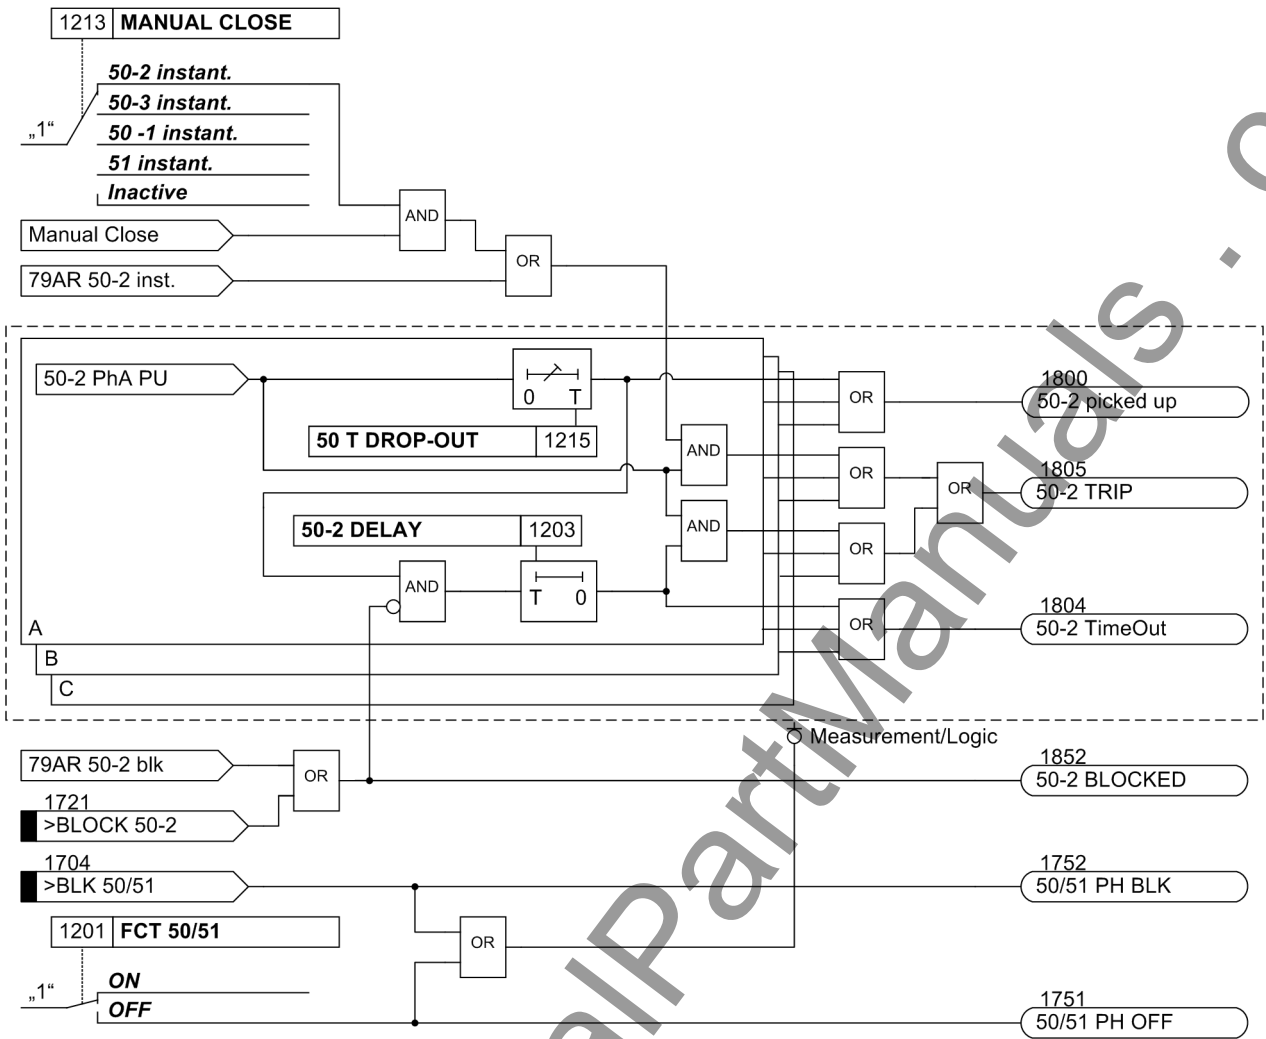 1213 MANUAL CLOSE
50-2 instant.
50-3 instant.
„1“
50 -1 instant.
51 instant.
Inactive
AND
Manual Close
OR
79AR 50-2 inst.
50-2 PhA PU
0 T
OR
1800
50-2 picked up
50 T DROP-OUT 1215
AND
OR
OR
1805
50-2 TRIP
50-2 DELAY 1203
AND
OR
AND
T 0
OR
1804
50-2 TimeOut
A
B
C
Measurement/Logic
79AR 50-2 blk
OR
1852
50-2 BLOCKED
1721
>BLOCK 50-2
1704
>BLK 50/51
1752
50/51 PH BLK
1201 FCT 50/51
OR
ON
„1“
OFF
1751
50/51 PH OFF
alPartManuals . c